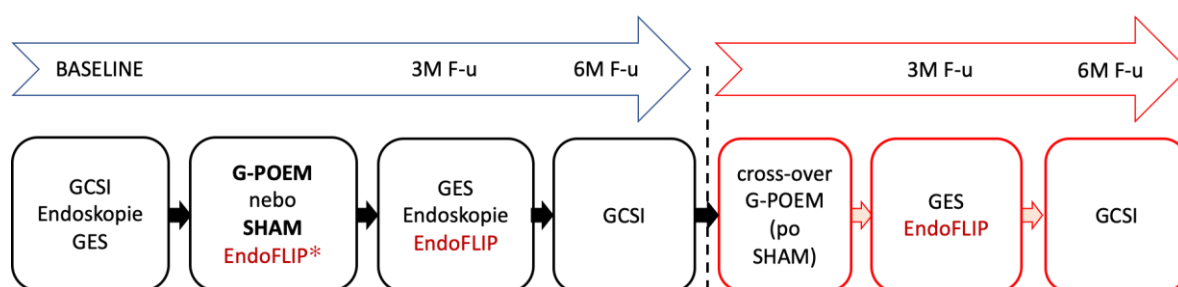 BASELINE 3M F-u 6M F-u 3M F-u 6M F-u
GCSI
Endoskopie
GES
G-POEM
nebo
SHAM
EndoFLIP*
GES
Endoskopie
EndoFLIP
GCSI
cross-over
G-POEM
(po
SHAM)
GES
EndoFLIP
GCSI